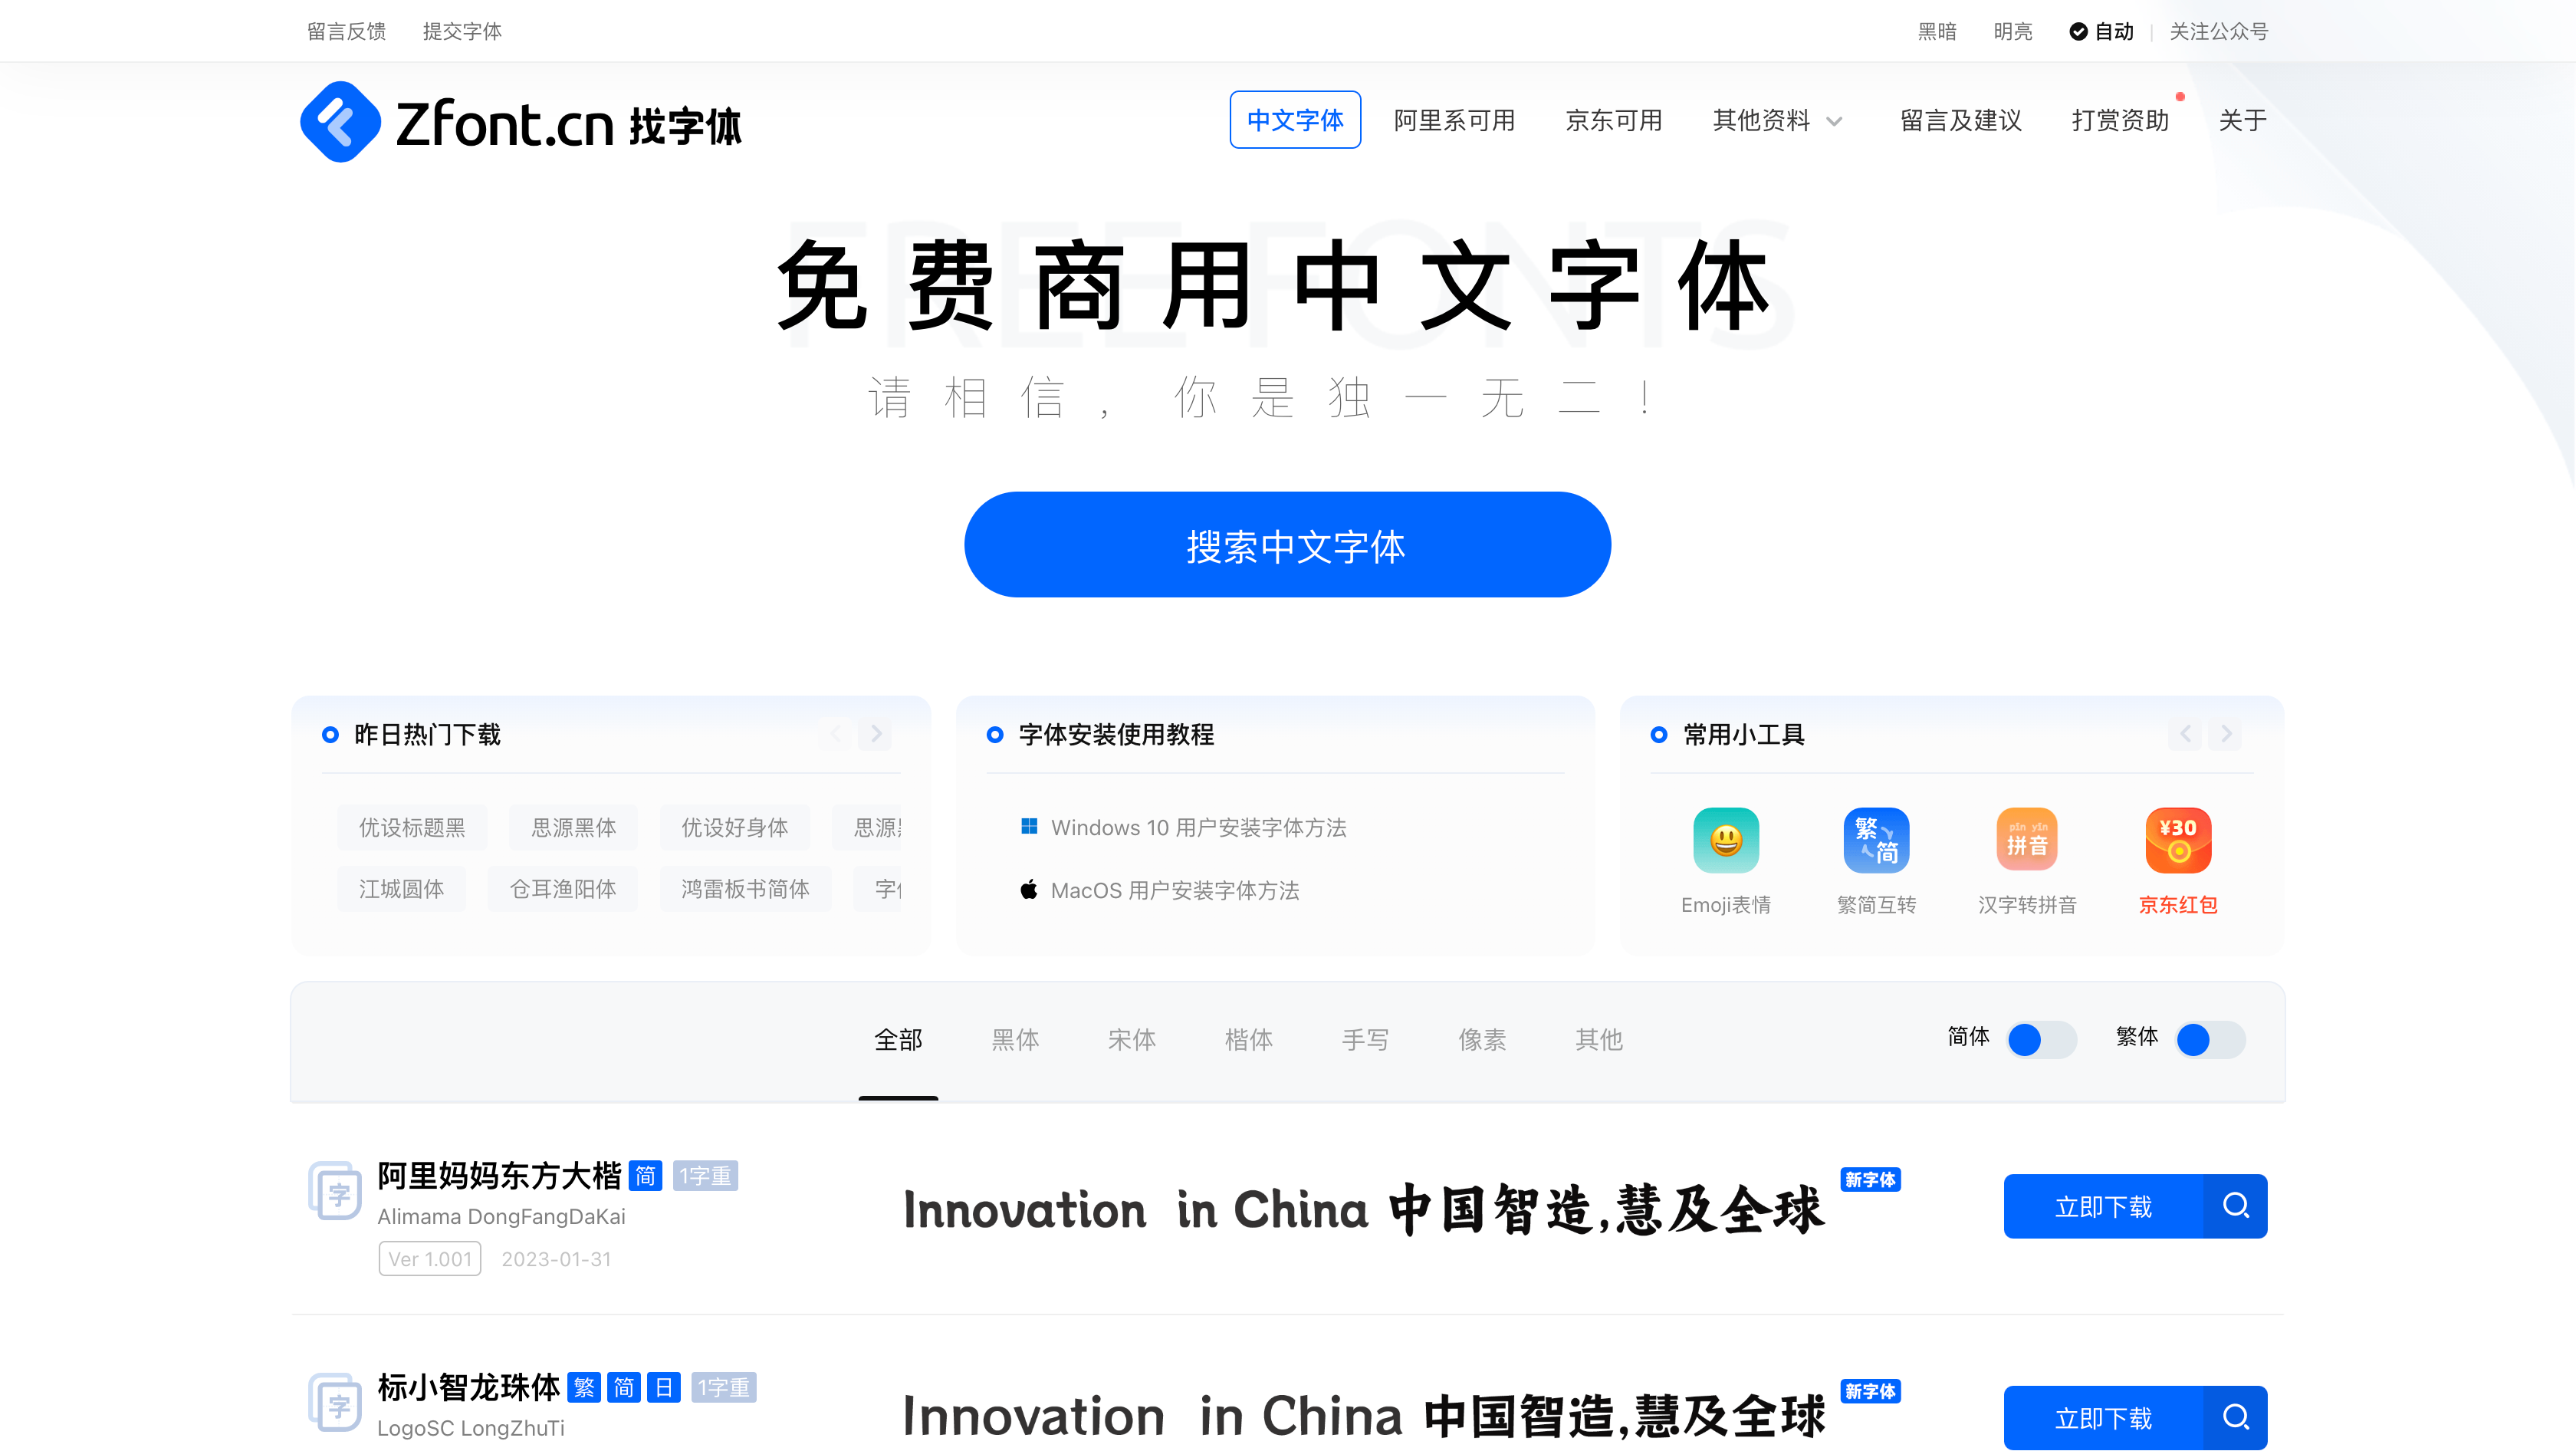 留言反馈 提交字体 黑暗 明亮 自动 关注公众号
Zfont.cn 找字体 中文字体 阿里系可用 京东可用 其他资料 留言及建议 打赏资助 关于
FREE FONTS
免费商用中文字体
请相信，你是独一无二！
搜索中文字体
昨日热门下载
优设标题黑 思源黑体 优设好身体 思源
江城圆体 仓耳渔阳体 鸿雷板书简体 字
字体安装使用教程
Windows 10 用户安装字体方法
MacOS 用户安装字体方法
常用小工具
繁 简
pīn yīn
拼音
¥30
Emoji表情 繁简互转 汉字转拼音 京东红包
全部 黑体 宋体 楷体 手写 像素 其他 简体 繁体
字 阿里妈妈东方大楷 简 1字重
Alimama DongFangDaKai
Ver 1.001 2023-01-31
Innovation in China 中国智造,慧及全球 新字体
立即下载
字 标小智龙珠体 繁 简 日 1字重
LogoSC LongZhuTi
Innovation in China 中国智造,慧及全球 新字体
立即下载